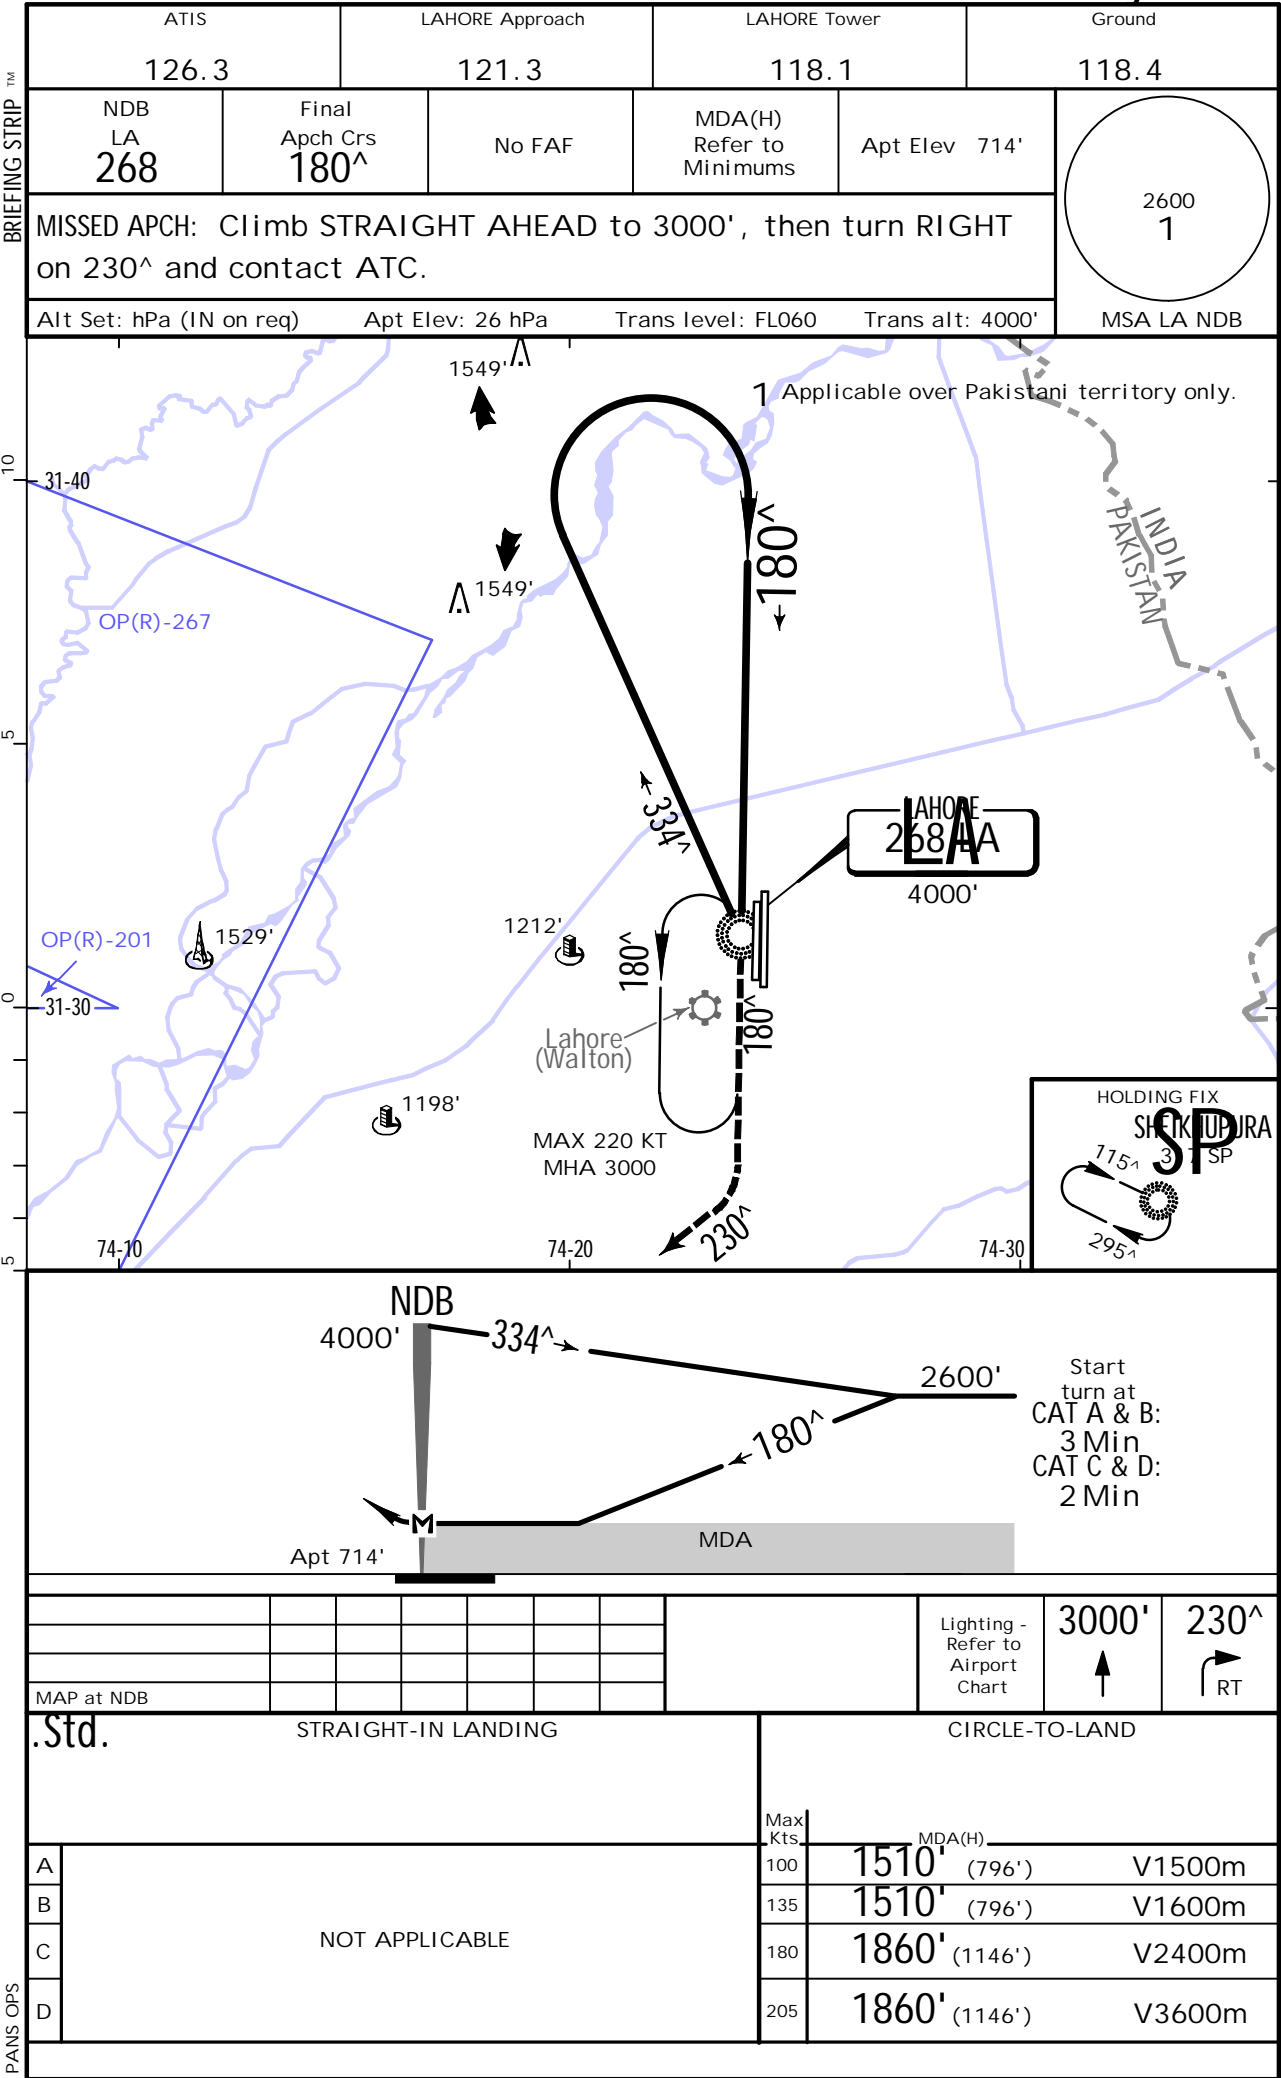 ATIS
126.3
LAHORE Approach
121.3
LAHORE Tower
118.1
Ground
118.4
BRIEFING STRIP TM
NDB
LA
268
Final
Apch Crs
180^
No FAF
MDA(H)
Refer to
Minimums
Apt Elev 714'
2600
1
MSA LA NDB
MISSED APCH: Climb STRAIGHT AHEAD to 3000', then turn RIGHT
on 230^ and contact ATC.
Alt Set: hPa (IN on req) Apt Elev: 26 hPa Trans level: FL060 Trans alt: 4000'
1549'
1 Applicable over Pakistani territory only.
10
31-40
180^
INDIA
PAKISTAN
1549'
OP(R)-267
5
334^
LAHORE
268 LA
LA
4000'
1212'
1529'
OP(R)-201
180^
0
31-30
180^
Lahore
(Walton)
1198'
MAX 220 KT
MHA 3000
HOLDING FIX
SHEIKHUPURA
SP
SP
115^
295^
230^
5
74-10
74-20
74-30
NDB
4000'
334^
2600'
Start
turn at
CAT A & B:
3 Min
CAT C & D:
2 Min
180^
M
MDA
Apt 714'
MAP at NDB
Lighting -
Refer to
Airport
Chart
3000'
230^
RT
.Std.
STRAIGHT-IN LANDING
CIRCLE-TO-LAND
Max
Kts
MDA(H)
A
100 1510' (796') V1500m
B
135 1510' (796') V1600m
NOT APPLICABLE
C
180 1860' (1146') V2400m
D
205 1860' (1146') V3600m
PANS OPS